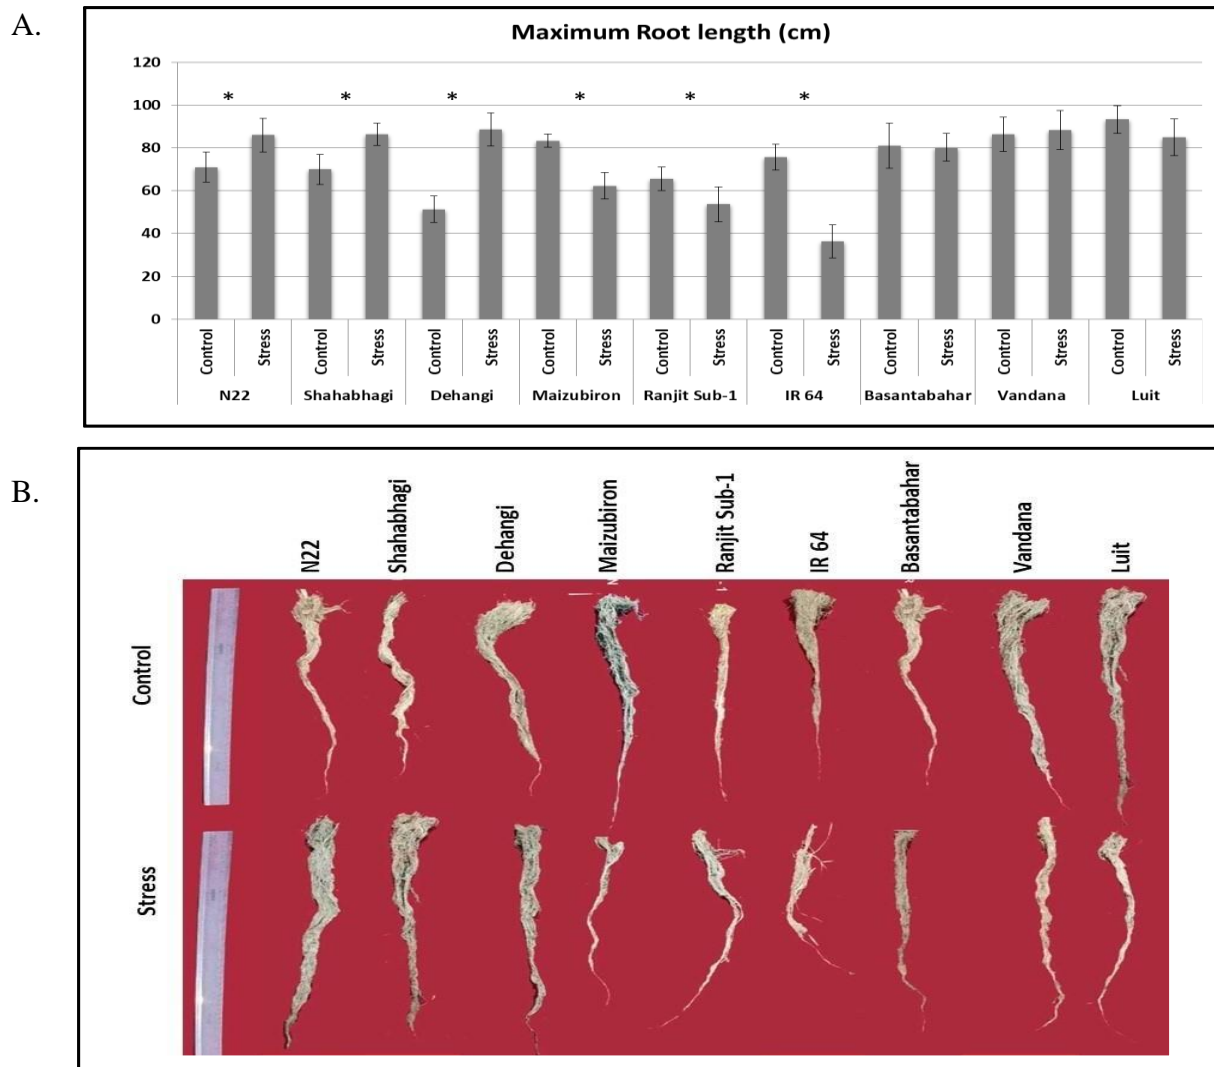 A.
Maximum Root length (cm)
120
100
80
60
40
20
0
* * * * * *
Control Stress Control Stress Control Stress Control Stress Control Stress Control Stress Control Stress Control Stress Control Stress
N22 Shahabhagi Dehangi Maizubiron Ranjit Sub-1 IR 64 Basantabahar Vandana Luit
B.
N22 Shahabhagi Dehangi Maizubiron Ranjit Sub-1 IR 64 Basantabahar Vandana Luit
N -1 R
Control
Stress